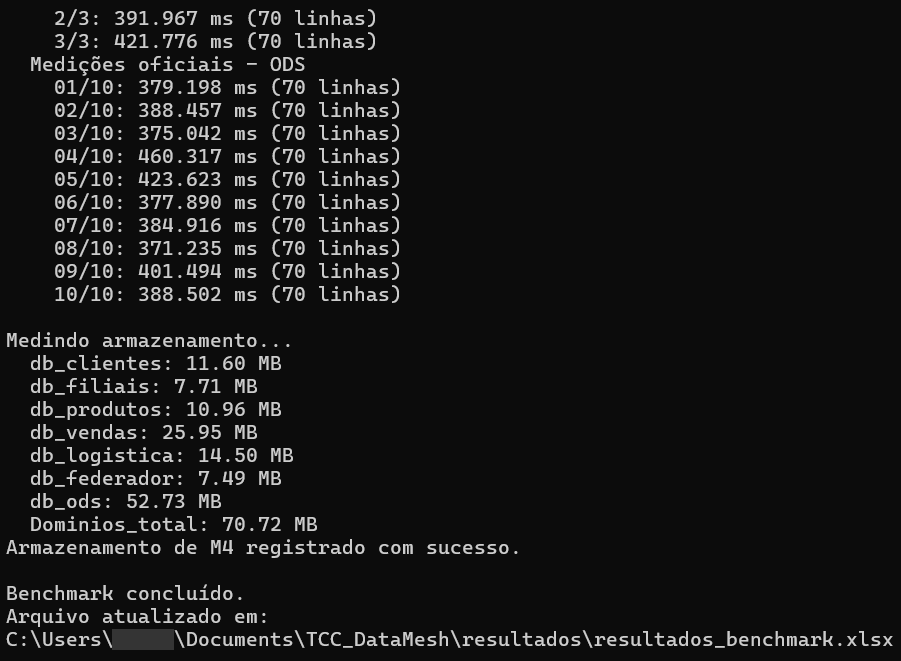 2/3: 391.967 ms (70 linhas)
    3/3: 421.776 ms (70 linhas)
  Medições oficiais — ODS
    01/10: 379.198 ms (70 linhas)
    02/10: 388.457 ms (70 linhas)
    03/10: 375.042 ms (70 linhas)
    04/10: 460.317 ms (70 linhas)
    05/10: 423.623 ms (70 linhas)
    06/10: 377.890 ms (70 linhas)
    07/10: 384.916 ms (70 linhas)
    08/10: 371.235 ms (70 linhas)
    09/10: 401.494 ms (70 linhas)
    10/10: 388.502 ms (70 linhas)

Medindo armazenamento...
  db_clientes: 11.60 MB
  db_filiais: 7.71 MB
  db_produtos: 10.96 MB
  db_vendas: 25.95 MB
  db_logistica: 14.50 MB
  db_federador: 7.49 MB
  db_ods: 52.73 MB
  Dominios_total: 70.72 MB
Armazenamento de M4 registrado com sucesso.

Benchmark concluído.
Arquivo atualizado em:
C:\Users\ \Documents\TCC_DataMesh\resultados\resultados_benchmark.xlsx